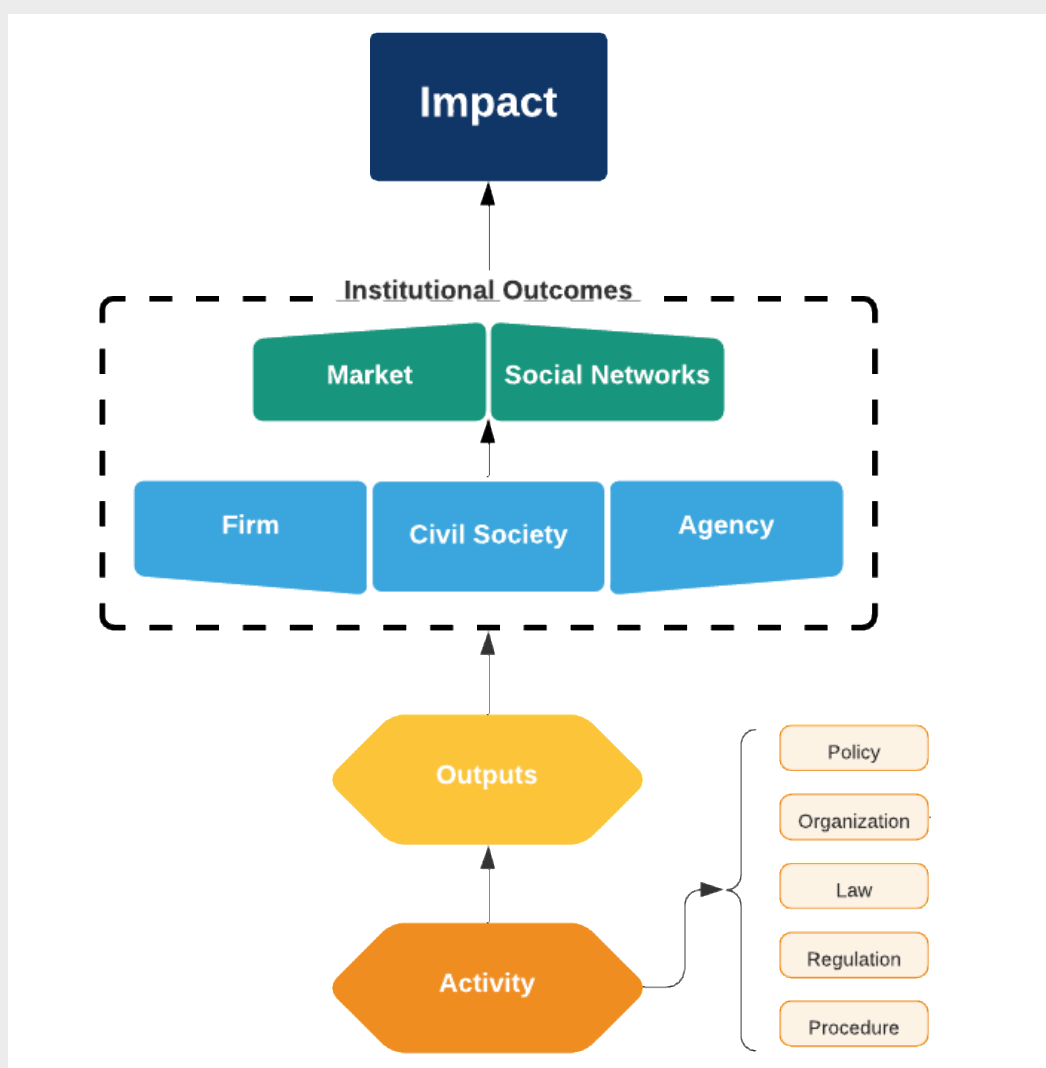 Impact
Institutional Outcomes
Market
Social Networks
Firm
Civil Society
Agency
Outputs
Activity
Policy
Organization
Law
Regulation
Procedure